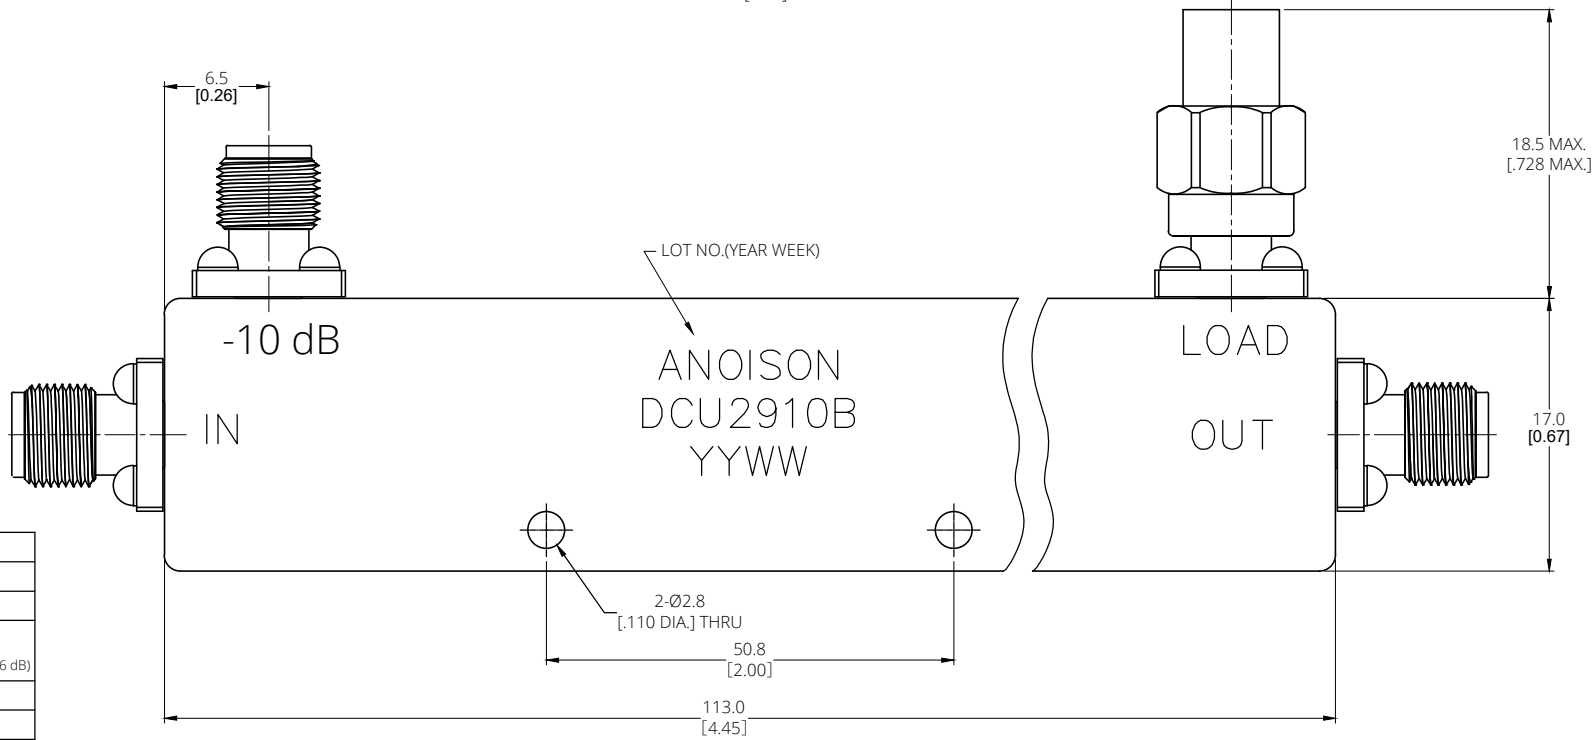 6.5
[0.26]
18.5 MAX.
[.728 MAX.]
LOT NO.(YEAR WEEK)
-10 dB
LOAD
ANOISON
DCU2910B
YYWW
IN
OUT
17.0
[0.67]
2-Ø2.8
[.110 DIA.] THRU
50.8
[2.00]
6 dB)
113.0
[4.45]